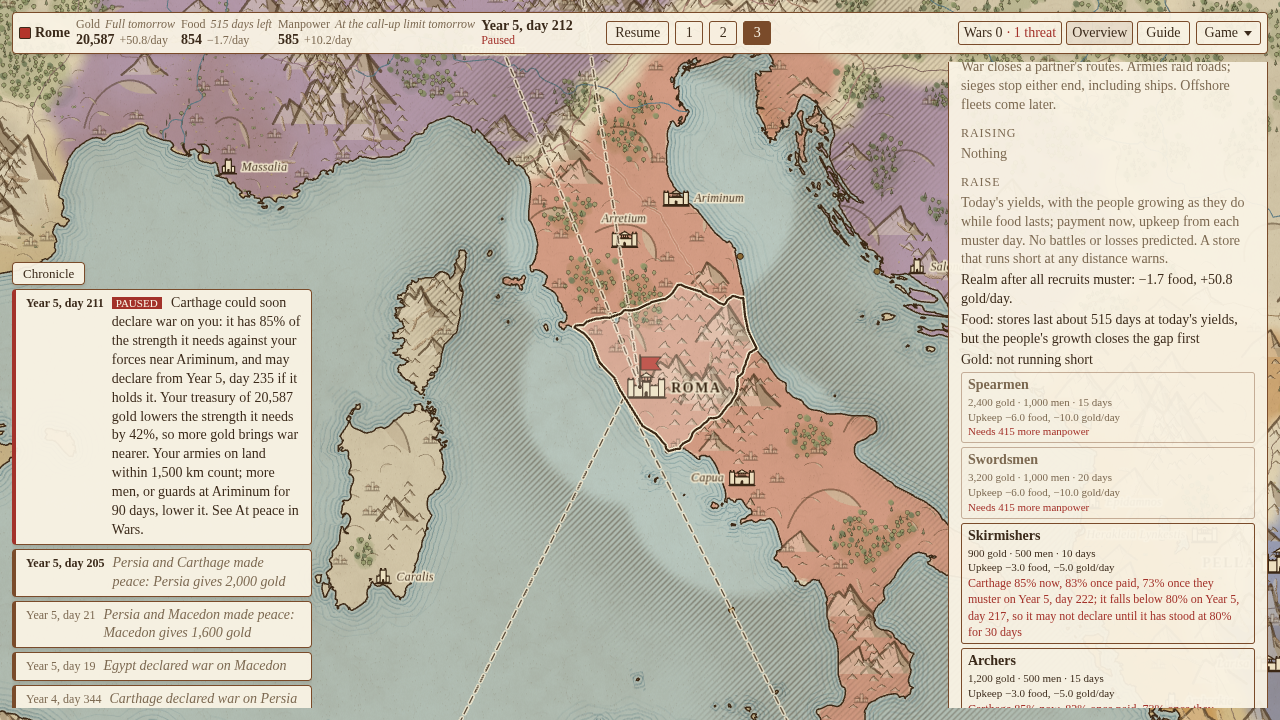 Rome
Gold Full tomorrow
20,587 +50.8/day
Food 515 days left
854 −1.7/day
Manpower At the call-up limit tomorrow
585 +10.2/day
Year 5, day 212
Paused
Resume
1
2
3
Wars 0 · 1 threat
Overview
Guide
Game
Massalia
Ariminum
Arretium
ROMA
Capua
Caralis
Chronicle
Year 5, day 211 PAUSED Carthage could soon
declare war on you: it has 85% of
the strength it needs against your
forces near Ariminum, and may
declare from Year 5, day 235 if it
holds it. Your treasury of 20,587
gold lowers the strength it needs
by 42%, so more gold brings war
nearer. Your armies on land
within 1,500 km count; more
men, or guards at Ariminum for
90 days, lower it. See At peace in
Wars.
Year 5, day 205 Persia and Carthage made
peace: Persia gives 2,000 gold
Year 5, day 21 Persia and Macedon made peace:
Macedon gives 1,600 gold
Year 5, day 19 Egypt declared war on Macedon
Year 4, day 344 Carthage declared war on Persia
War closes a partner's routes. Armies raid roads;
sieges stop either end, including ships. Offshore
fleets come later.
RAISING
Nothing
RAISE
Today's yields, with the people growing as they do
while food lasts; payment now, upkeep from each
muster day. No battles or losses predicted. A store
that runs short at any distance warns.
Realm after all recruits muster: −1.7 food, +50.8
gold/day.
Food: stores last about 515 days at today's yields,
but the people's growth closes the gap first
Gold: not running short
Spearmen
2,400 gold · 1,000 men · 15 days
Upkeep −6.0 food, −10.0 gold/day
Needs 415 more manpower
Swordsmen
3,200 gold · 1,000 men · 20 days
Upkeep −6.0 food, −10.0 gold/day
Needs 415 more manpower
Skirmishers
900 gold · 500 men · 10 days
Upkeep −3.0 food, −5.0 gold/day
Carthage 85% now, 83% once paid, 73% once they
muster on Year 5, day 222; it falls below 80% on Year 5,
day 217, so it may not declare until it has stood at 80%
for 30 days
Archers
1,200 gold · 500 men · 15 days
Upkeep −3.0 food, −5.0 gold/day